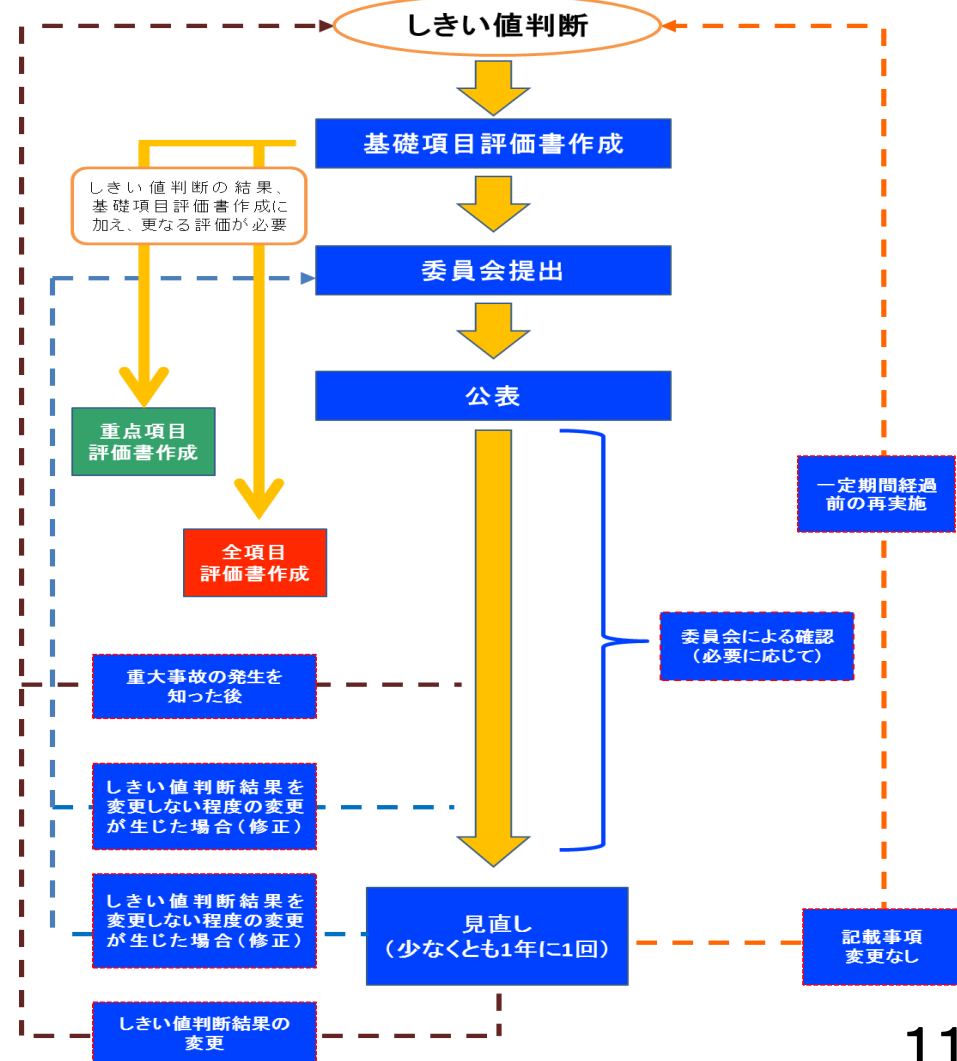 しきい値判断
基礎項目評価書作成
しきい値判断の結果、
基礎項目評価書作成に
加え、更なる評価が必要
委員会提出
公表
重点項目
評価書作成
一定期間経過
前の再実施
全項目
評価書作成
委員会による確認
（必要に応じて）
重大事故の発生を
知った後
しきい値判断結果を
変更しない程度の変更
が生じた場合（修正）
しきい値判断結果を
変更しない程度の変更
が生じた場合（修正）
見直し
（少なくとも1年に1回）
記載事項
変更なし
しきい値判断結果の
変更
11